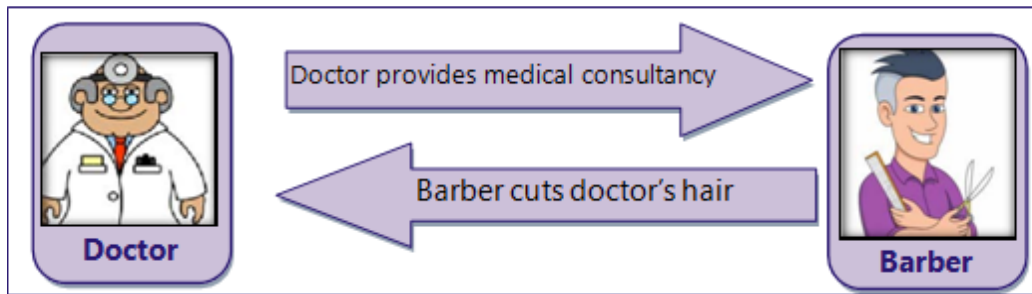 Doctor provides medical consultancy
Barber cuts doctor's hair
Doctor
Barber